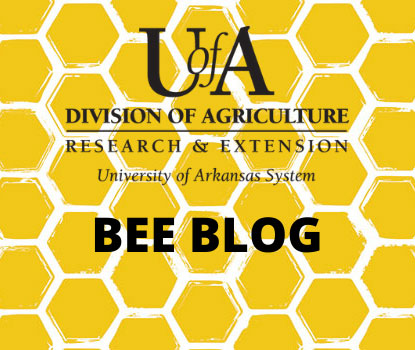 UofA
DIVISION OF AGRICULTURE
RESEARCH & EXTENSION
University of Arkansas System
BEE BLOG